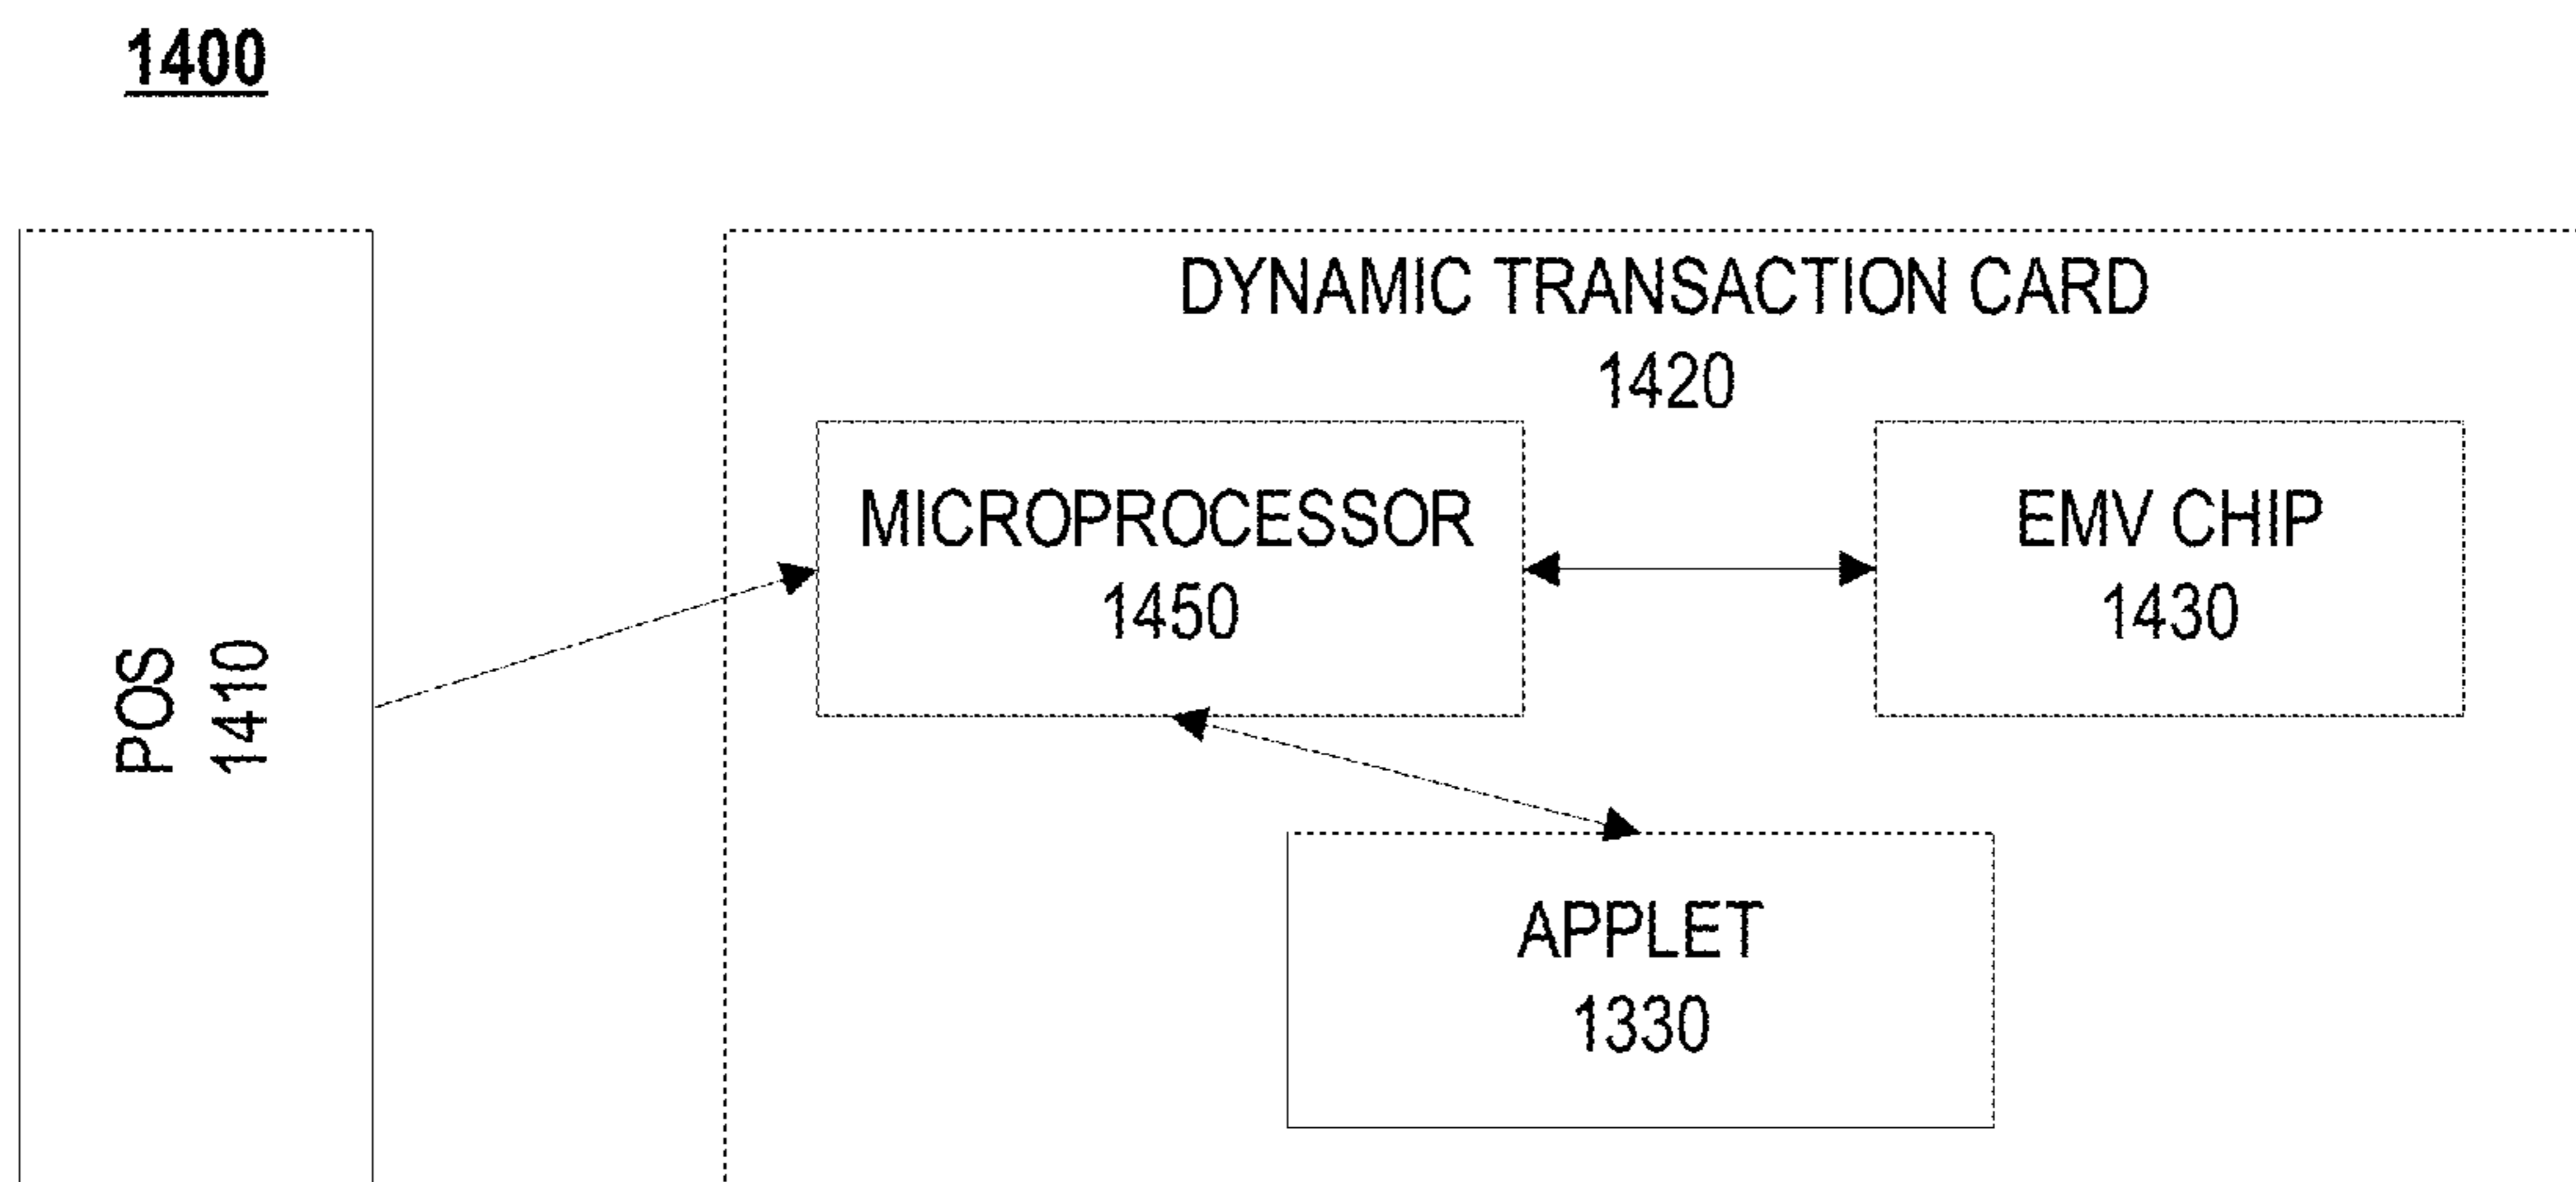 1400
POS
1410
DYNAMIC TRANSACTION CARD
1420
MICROPROCESSOR
1450
EMV CHIP
1430
APPLET
1330